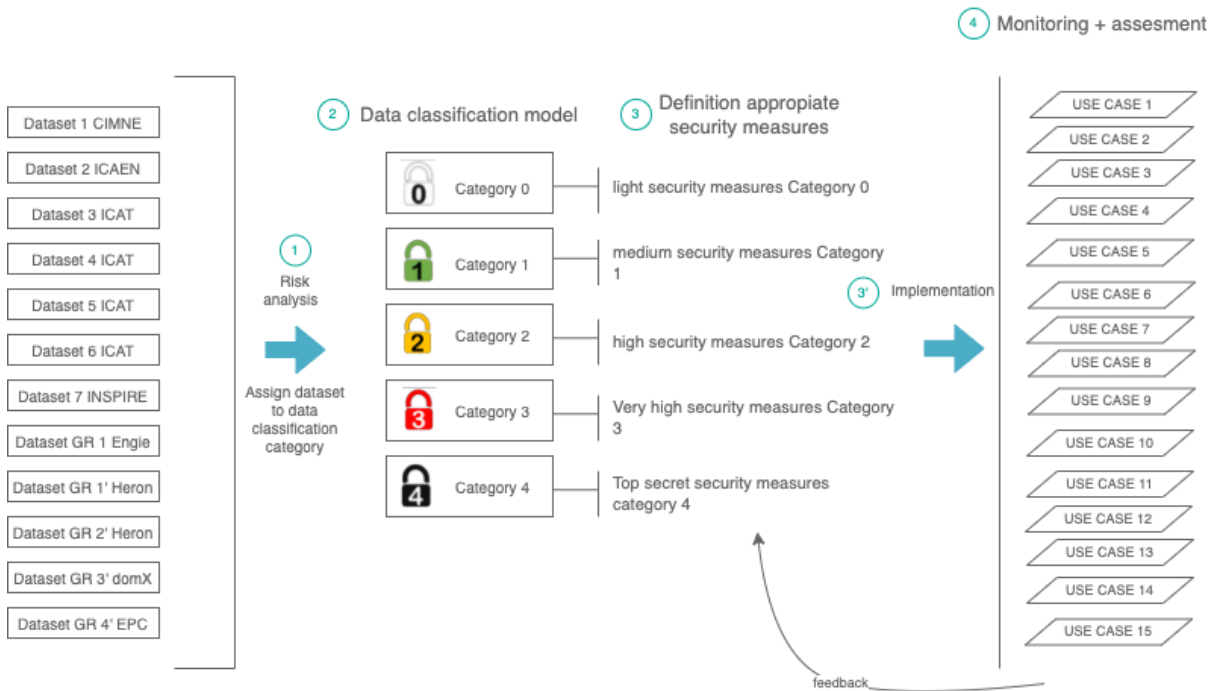 4 Monitoring + assesment
Dataset 1 CIMNE
Dataset 2 ICAEN
Dataset 3 ICAT
Dataset 4 ICAT
Dataset 5 ICAT
Dataset 6 ICAT
Dataset 7 INSPIRE
Dataset GR 1 Engie
Dataset GR 1' Heron
Dataset GR 2' Heron
Dataset GR 3' domX
Dataset GR 4' EPC
1
Risk
analysis
Assign dataset
to data
classification
category
2 Data classification model
0 Category 0
1 Category 1
2 Category 2
3 Category 3
4 Category 4
3 Definition appropiate
security measures
light security measures Category 0
medium security measures Category
1
high security measures Category 2
Very high security measures Category
3
Top secret security measures
category 4
3' Implementation
USE CASE 1
USE CASE 2
USE CASE 3
USE CASE 4
USE CASE 5
USE CASE 6
USE CASE 7
USE CASE 8
USE CASE 9
USE CASE 10
USE CASE 11
USE CASE 12
USE CASE 13
USE CASE 14
USE CASE 15
feedback